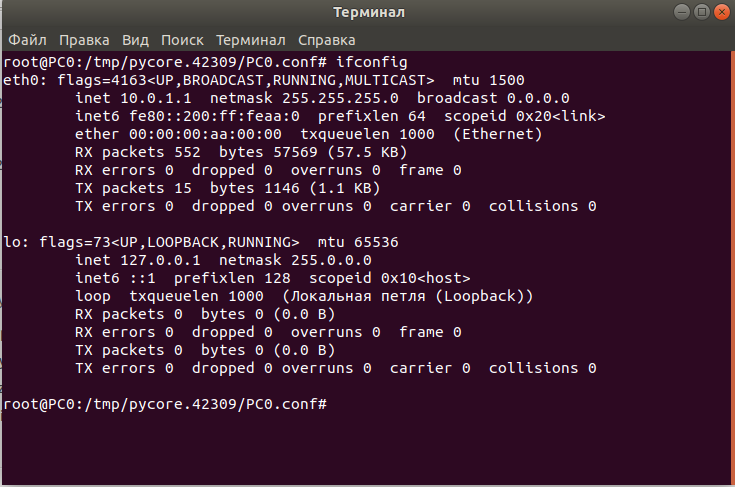 Терминал
Файл Правка Вид Поиск Терминал Справка
root@PC0:/tmp/pycore.42309/PC0.conf# ifconfig
eth0: flags=4163<UP,BROADCAST,RUNNING,MULTICAST>  mtu 1500
        inet 10.0.1.1  netmask 255.255.255.0  broadcast 0.0.0.0
        inet6 fe80::200:ff:feaa:0  prefixlen 64  scopeid 0x20<link>
        ether 00:00:00:aa:00:00  txqueuelen 1000  (Ethernet)
        RX packets 552  bytes 57569 (57.5 KB)
        RX errors 0  dropped 0  overruns 0  frame 0
        TX packets 15  bytes 1146 (1.1 KB)
        TX errors 0  dropped 0 overruns 0  carrier 0  collisions 0

lo: flags=73<UP,LOOPBACK,RUNNING>  mtu 65536
        inet 127.0.0.1  netmask 255.0.0.0
        inet6 ::1  prefixlen 128  scopeid 0x10<host>
        loop  txqueuelen 1000  (Локальная петля (Loopback))
        RX packets 0  bytes 0 (0.0 B)
        RX errors 0  dropped 0  overruns 0  frame 0
        TX packets 0  bytes 0 (0.0 B)
        TX errors 0  dropped 0 overruns 0  carrier 0  collisions 0

root@PC0:/tmp/pycore.42309/PC0.conf#